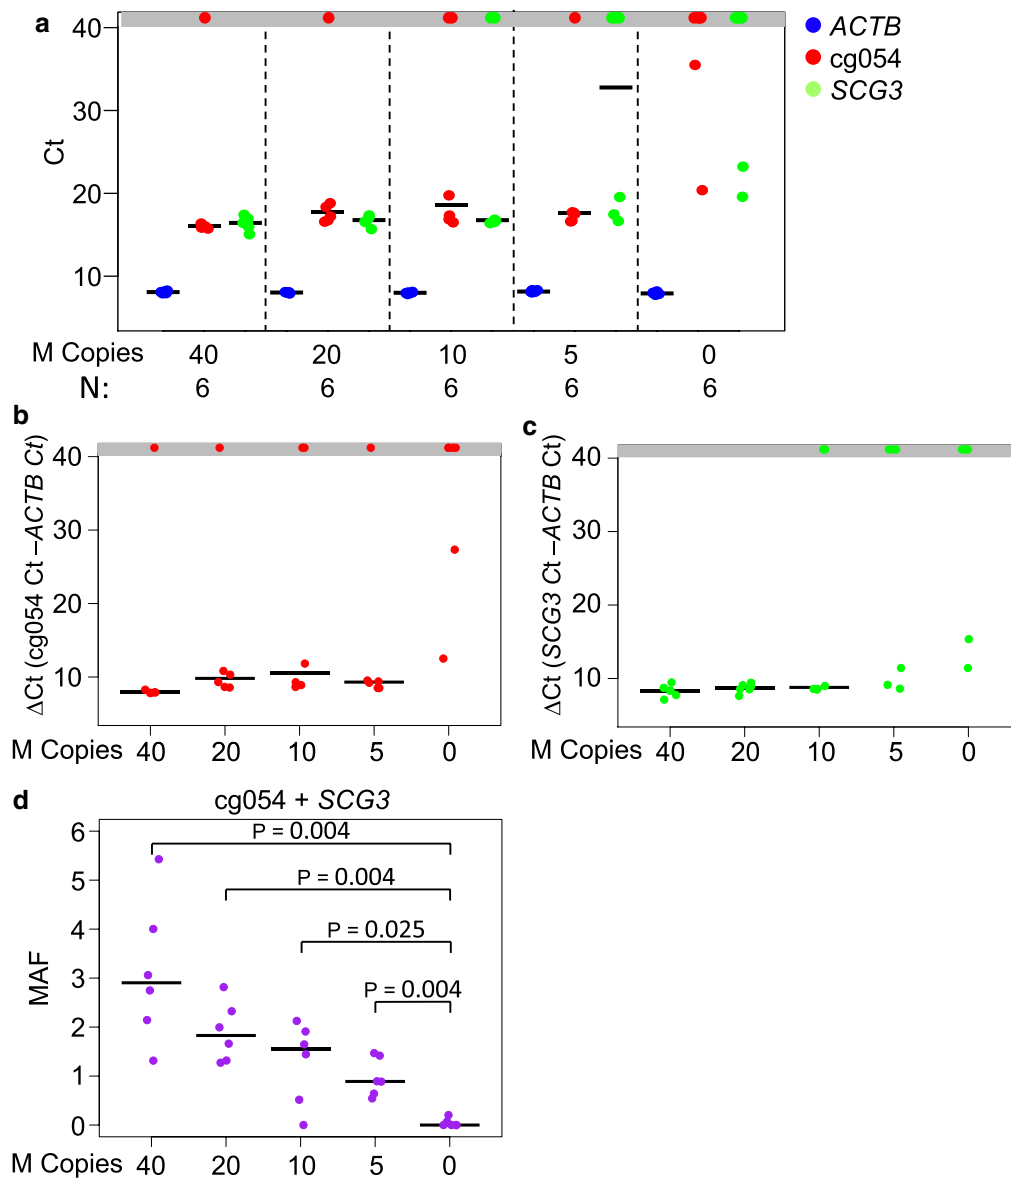 a
40
30
20
10
Ct
ACTB
cg054
SCG3
M Copies 40 20 10 5 0
N: 6 6 6 6 6
b
40
30
20
10
ΔCt (cg054 Ct –ACTB Ct)
M Copies 40 20 10 5 0
c
40
30
20
10
ΔCt (SCG3 Ct –ACTB Ct)
M Copies 40 20 10 5 0
d
cg054 + SCG3
6
5
4
3
2
1
0
MAF
P = 0.004
P = 0.004
P = 0.025
P = 0.004
M Copies 40 20 10 5 0